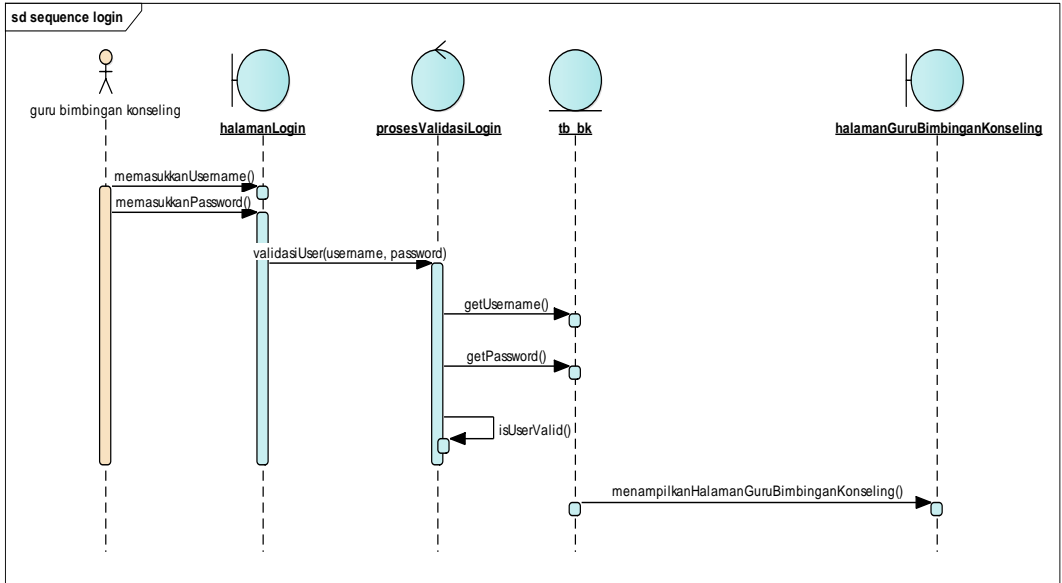 sd sequence login
guru bimbingan konseling
halamanLogin
prosesValidasiLogin
tb_bk
halamanGuruBimbinganKonseling
memasukkanUsername()
memasukkanPassword()
validasiUser(username, password)
getUsername()
getPassword()
isUserValid()
menampilkanHalamanGuruBimbinganKonseling()